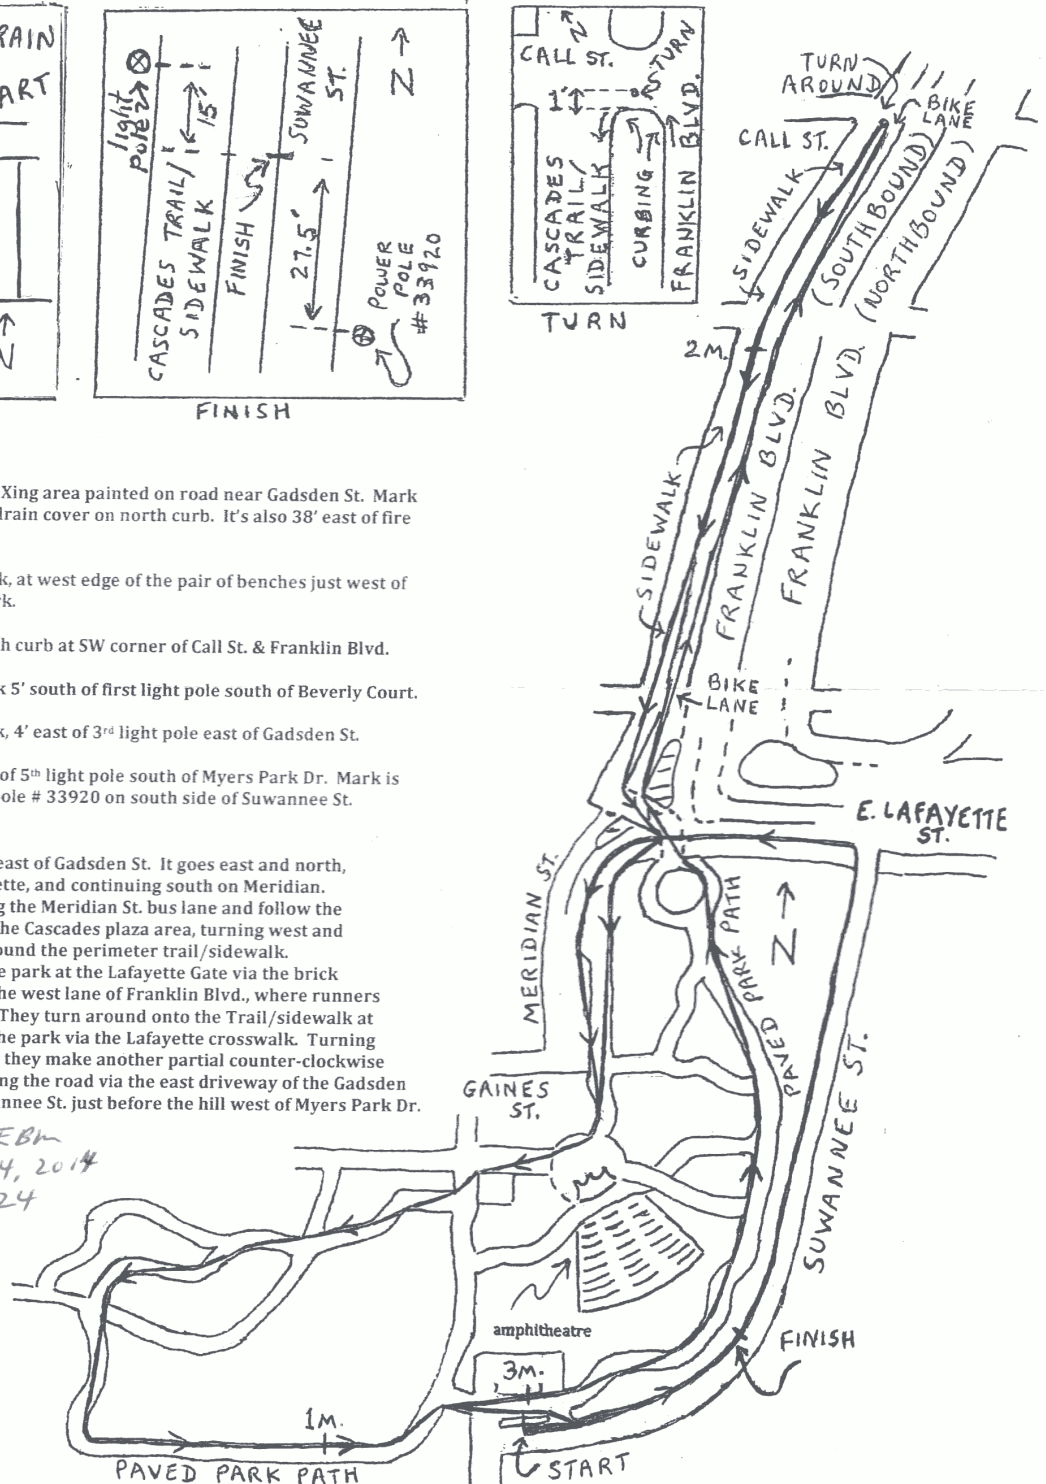 RAIN
ART
N
light
pole
15'
CASCADES TRAIL/
SIDEWALK
FINISH
27.5'
SUWANNEE
ST.
N
POWER
POLE
#33920
FINISH
N
CALL ST.
TURN
1'
CASCADES
TRAIL/
SIDEWALK
CURBING
FRANKLIN BLVD.
TURN
TURN
AROUND
BIKE
LANE
CALL ST.
SIDEWALK
(SOUTHBOUND)
(NORTHBOUND)
2M.
SIDEWALK
FRANKLIN BLVD.
FRANKLIN BLVD.
BIKE
LANE
Xing area painted on road near Gadsden St. Mark
drain cover on north curb. It's also 38' east of fire
k, at west edge of the pair of benches just west of
rk.
h curb at SW corner of Call St. & Franklin Blvd.
k 5' south of first light pole south of Beverly Court.
k, 4' east of 3rd light pole east of Gadsden St.
of 5th light pole south of Myers Park Dr. Mark is
pole # 33920 on south side of Suwannee St.
east of Gadsden St. It goes east and north,
ette, and continuing south on Meridian.
g the Meridian St. bus lane and follow the
the Cascades plaza area, turning west and
ound the perimeter trail/sidewalk.
e park at the Lafayette Gate via the brick
he west lane of Franklin Blvd., where runners
They turn around onto the Trail/sidewalk at
he park via the Lafayette crosswalk. Turning
they make another partial counter-clockwise
ng the road via the east driveway of the Gadsden
nnee St. just before the hill west of Myers Park Dr.
4, 2014
24
E. LAFAYETTE
ST.
MERIDIAN ST.
N
PAVED PARK PATH
SUWANNEE ST.
GAINES
ST.
amphitheatre
FINISH
3M.
1M.
START
PAVED PARK PATH